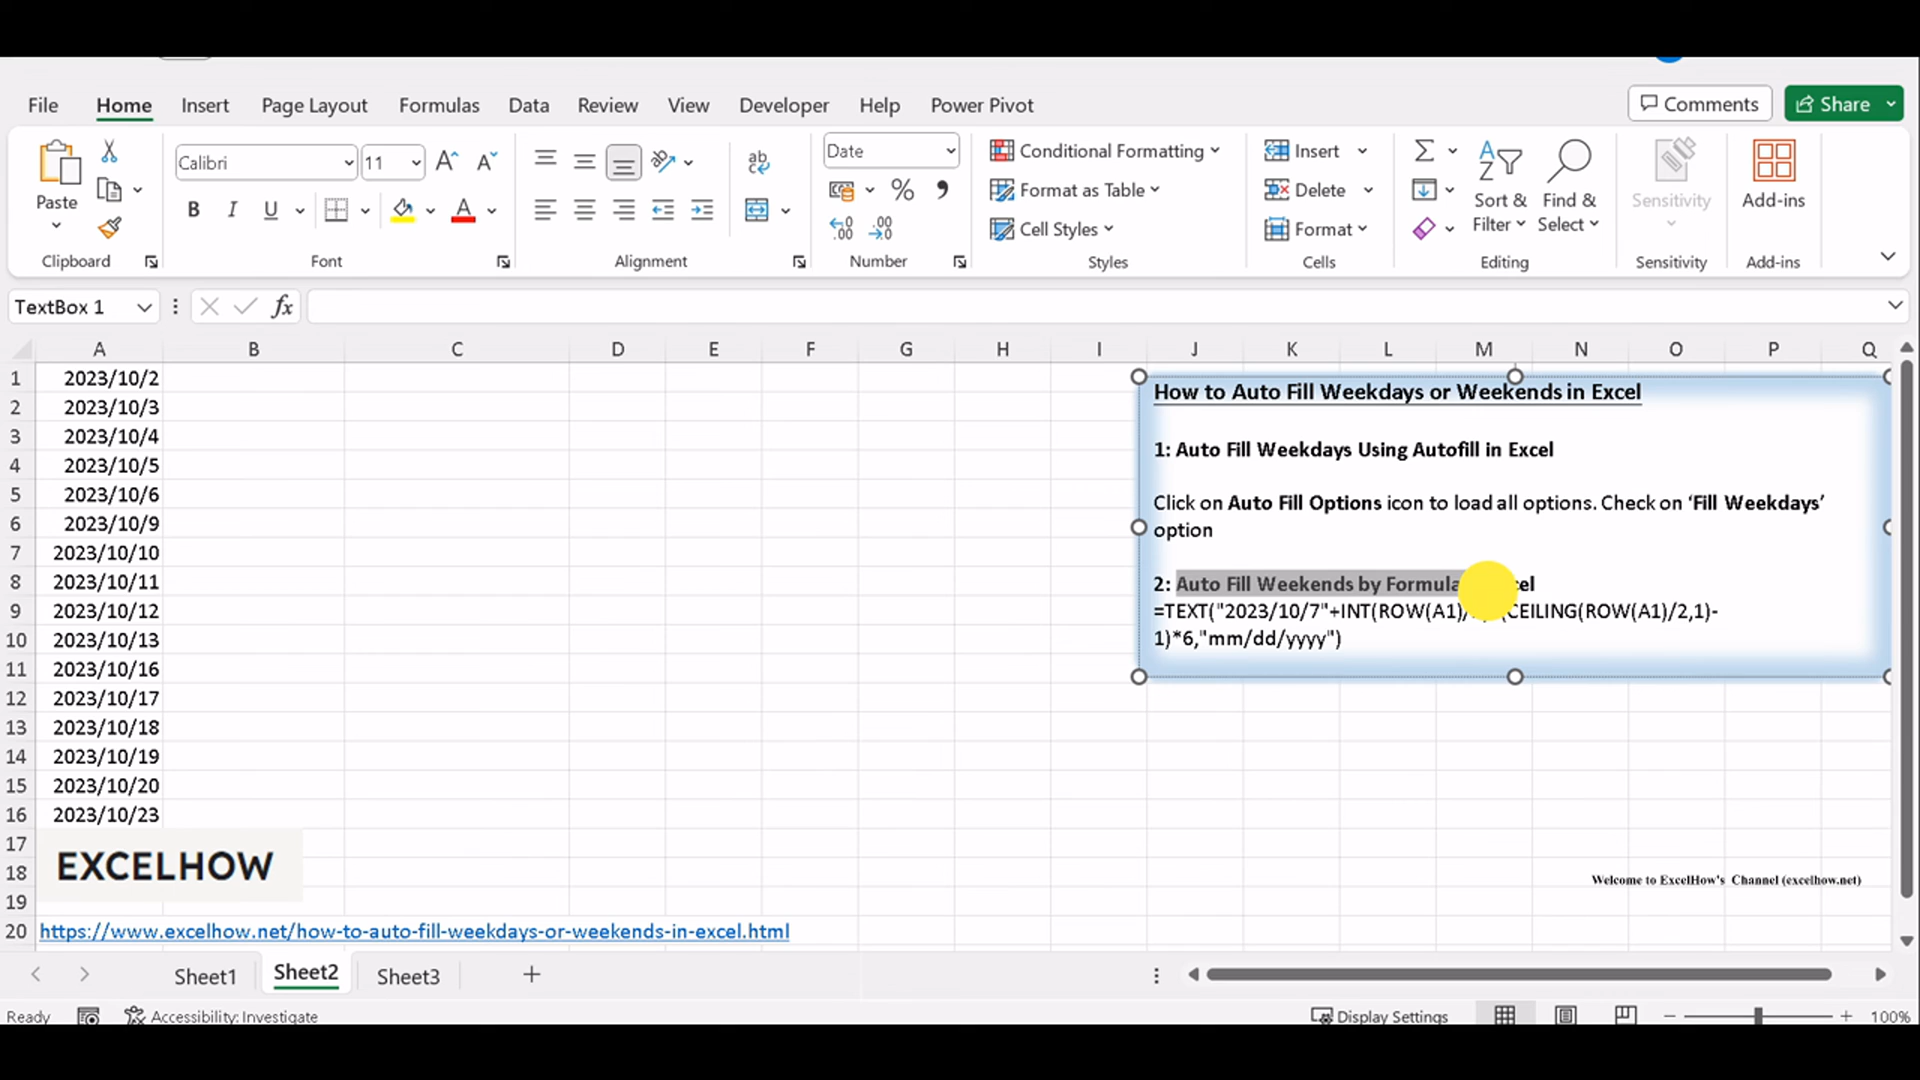 File Home Insert Page Layout Formulas Data Review View Developer Help Power Pivot Comments Share
Calibri 11 Date Conditional Formatting Insert
Paste Format as Table Delete Sort & Find & Sensitivity Add-ins
B I U A % Cell Styles Format Filter Select
Clipboard Font Alignment Number Styles Cells Editing Sensitivity Add-ins
TextBox 1 fx
A B C D E F G H I J K L M N O P Q
1 2023/10/2
2 2023/10/3
3 2023/10/4
4 2023/10/5
5 2023/10/6
6 2023/10/9
7 2023/10/10
8 2023/10/11
9 2023/10/12
10 2023/10/13
11 2023/10/16
12 2023/10/17
13 2023/10/18
14 2023/10/19
15 2023/10/20
16 2023/10/23
17
18
19
20 https://www.excelhow.net/how-to-auto-fill-weekdays-or-weekends-in-excel.html
EXCELHOW
How to Auto Fill Weekdays or Weekends in Excel
1: Auto Fill Weekdays Using Autofill in Excel
Click on Auto Fill Options icon to load all options. Check on ‘Fill Weekdays’
option
2: Auto Fill Weekends by Formula
=TEXT("2023/10/7"+INT(ROW(A1)/ (CEILING(ROW(A1)/2,1)-
1)*6,"mm/dd/yyyy")
Welcome to ExcelHow's Channel (excelhow.net)
Sheet1 Sheet2 Sheet3
Ready Accessibility: Investigate Display Settings 100%